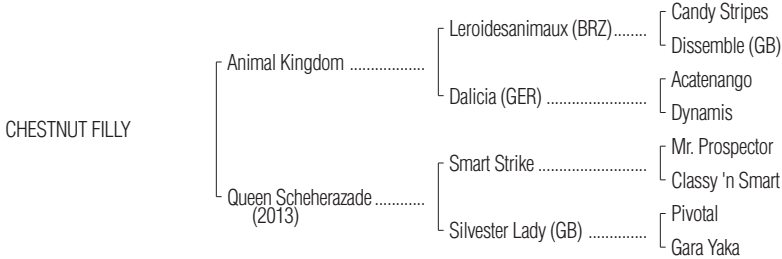 Candy Stripes
Leroidesanimaux (BRZ)........
Dissemble (GB)
Animal Kingdom ..................
Acatenango
Dalicia (GER) ........................
Dynamis
CHESTNUT FILLY
Mr. Prospector
Smart Strike ..........................
Classy 'n Smart
Queen Scheherazade ............
(2013)
Pivotal
Silvester Lady (GB) ..............
Gara Yaka